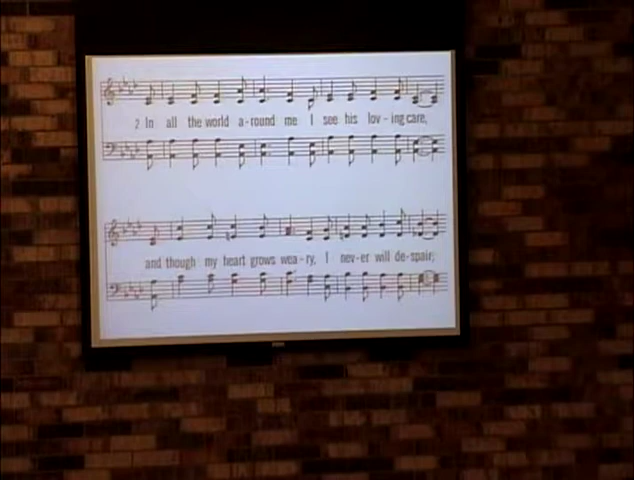 2 In all the world a-round me I see his lov-ing care,
and though my heart grows wea-ry, I nev-er will de-spair;